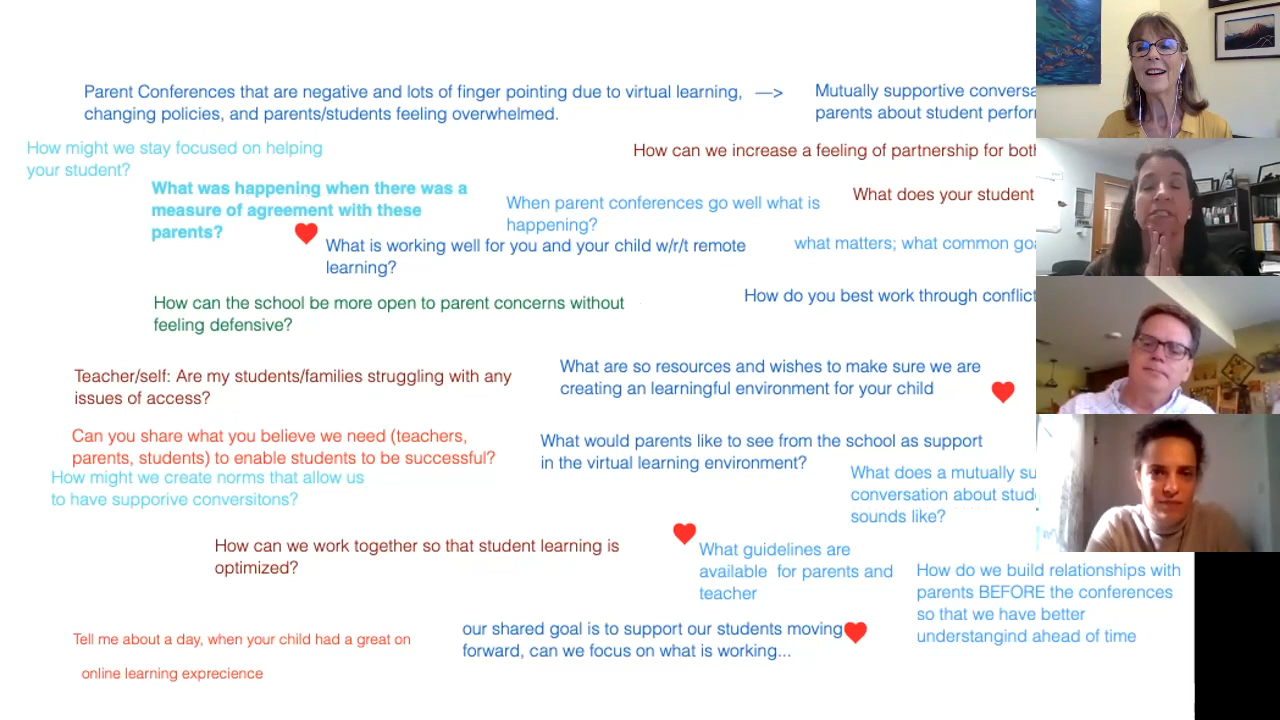 Parent Conferences that are negative and lots of finger pointing due to virtual learning, —>
changing policies, and parents/students feeling overwhelmed.
Mutually supportive
parents about student
How might we stay focused on helping
your student?
How can we increase a feeling of partnership for
What was happening when there was a
measure of agreement with these
parents?
When parent conferences go well what is
happening?
What does your student
What is working well for you and your child w/r/t remote
learning?
what matters; what common
How can the school be more open to parent concerns without
feeling defensive?
How do you best work through
Teacher/self: Are my students/families struggling with any
issues of access?
What are so resources and wishes to make sure we are
creating an learningful environment for your child
Can you share what you believe we need (teachers,
parents, students) to enable students to be successful?
What would parents like to see from the school as support
in the virtual learning environment?
How might we create norms that allow us
to have supporive conversitons?
What does a mutually
conversation about
sounds like?
How can we work together so that student learning is
optimized?
What guidelines are
available for parents and
teacher
How do we build relationships with
parents BEFORE the conferences
so that we have better
understangind ahead of time
Tell me about a day, when your child had a great on
online learning exprecience
our shared goal is to support our students moving
forward, can we focus on what is working...